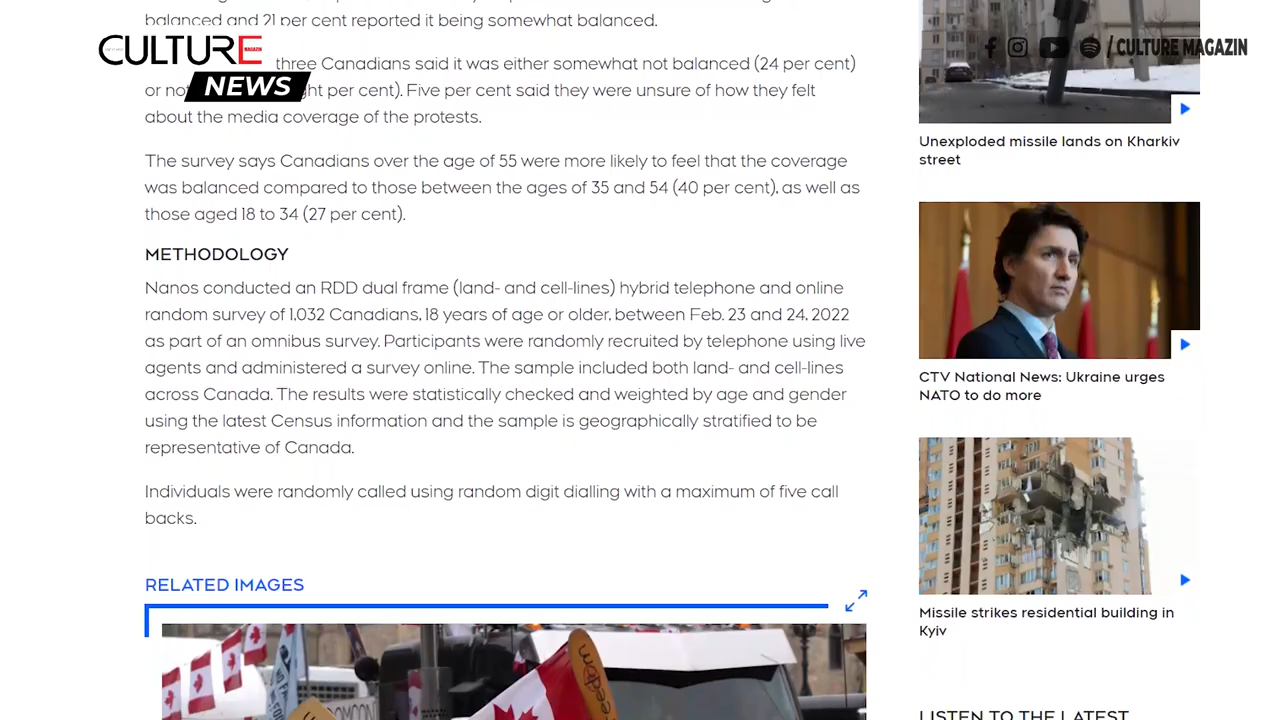 balanced and 21 per cent reported it being somewhat balanced.
CULTURE
MAGAZIN
NEWS
/ CULTURE MAGAZIN
three Canadians said it was either somewhat not balanced (24 per cent)
per cent). Five per cent said they were unsure of how they felt
about the media coverage of the protests.
The survey says Canadians over the age of 55 were more likely to feel that the coverage
was balanced compared to those between the ages of 35 and 54 (40 per cent), as well as
those aged 18 to 34 (27 per cent).
METHODOLOGY
Nanos conducted an RDD dual frame (land- and cell-lines) hybrid telephone and online
random survey of 1,032 Canadians, 18 years of age or older, between Feb. 23 and 24, 2022
as part of an omnibus survey. Participants were randomly recruited by telephone using live
agents and administered a survey online. The sample included both land- and cell-lines
across Canada. The results were statistically checked and weighted by age and gender
using the latest Census information and the sample is geographically stratified to be
representative of Canada.
Individuals were randomly called using random digit dialling with a maximum of five call
backs.
RELATED IMAGES
Freedom
Unexploded missile lands on Kharkiv
street
CTV National News: Ukraine urges
NATO to do more
Missile strikes residential building in
Kyiv
LISTEN TO THE LATEST